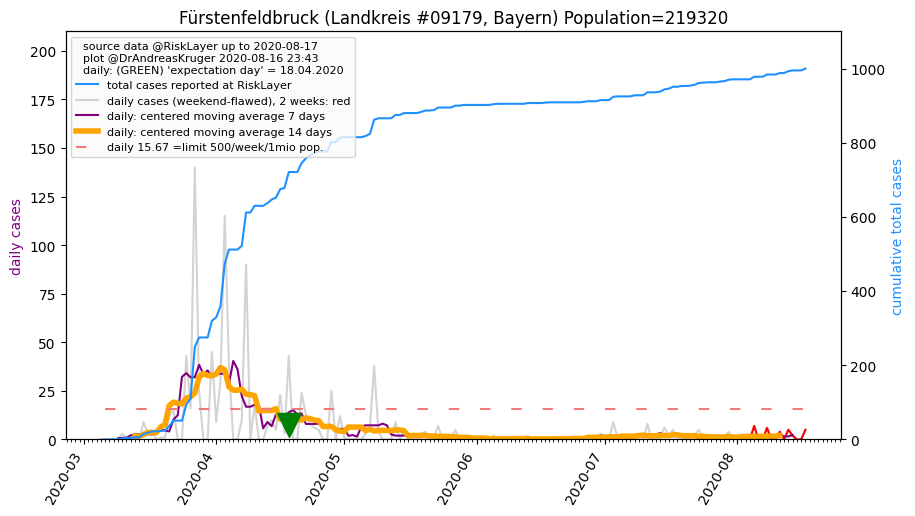 Fürstenfeldbruck (Landkreis #09179, Bayern) Population=219320
source data @RiskLayer up to 2020-08-17
plot @DrAndreasKruger 2020-08-16 23:43
daily: (GREEN) 'expectation day' = 18.04.2020
total cases reported at RiskLayer
daily cases (weekend-flawed), 2 weeks: red
daily: centered moving average 7 days
daily: centered moving average 14 days
daily 15.67 =limit 500/week/1mio pop.
daily cases
200
175
150
125
100
75
50
25
0
1000
800
600
400
200
0
cumulative total cases
2020-03
2020-04
2020-05
2020-06
2020-07
2020-08